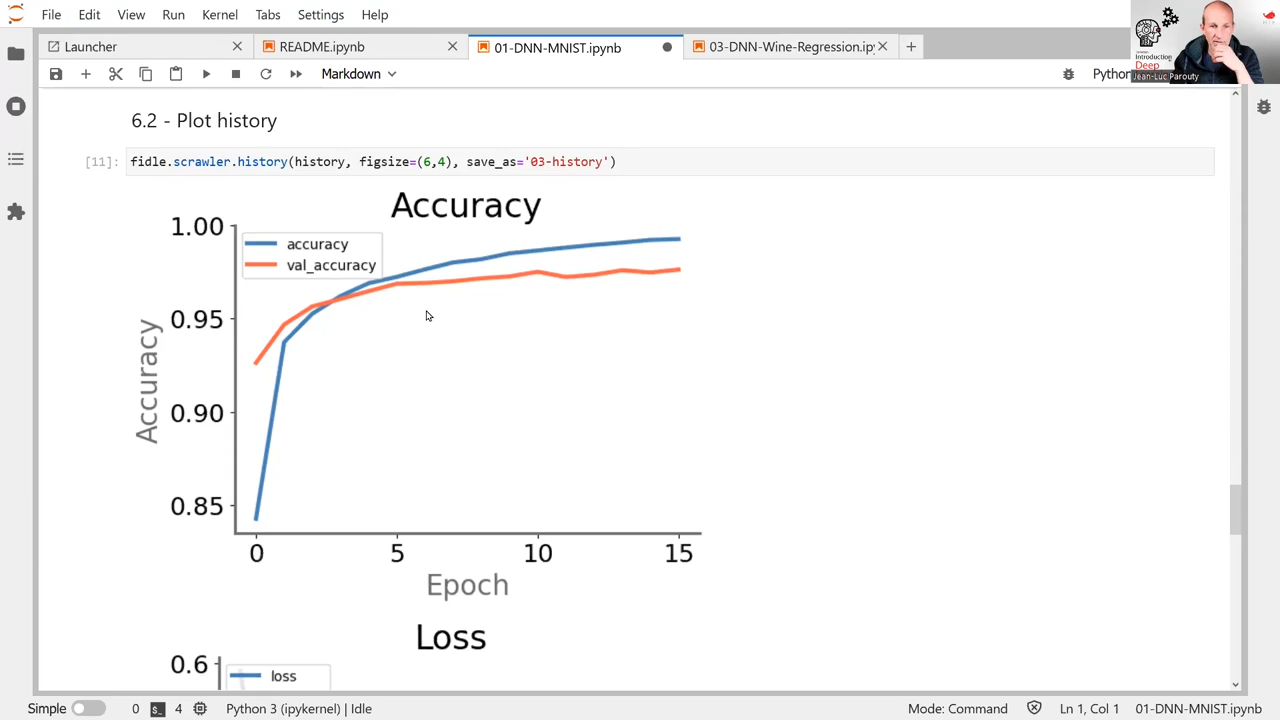 File Edit View Run Kernel Tabs Settings Help
Launcher README.ipynb 01-DNN-MNIST.ipynb 03-DNN-Wine-Regression.ip
Markdown
Introduction
Deep
Jean-Luc Parouty
6.2 - Plot history
[11]: fidle.scrawler.history(history, figsize=(6,4), save_as='03-history')
Accuracy
1.00
accuracy
val_accuracy
0.95
Accuracy
0.90
0.85
0 5 10 15
Epoch
Loss
0.6
loss
Simple 0 4 Python 3 (ipykernel) | Idle Mode: Command Ln 1, Col 1 01-DNN-MNIST.ipynb